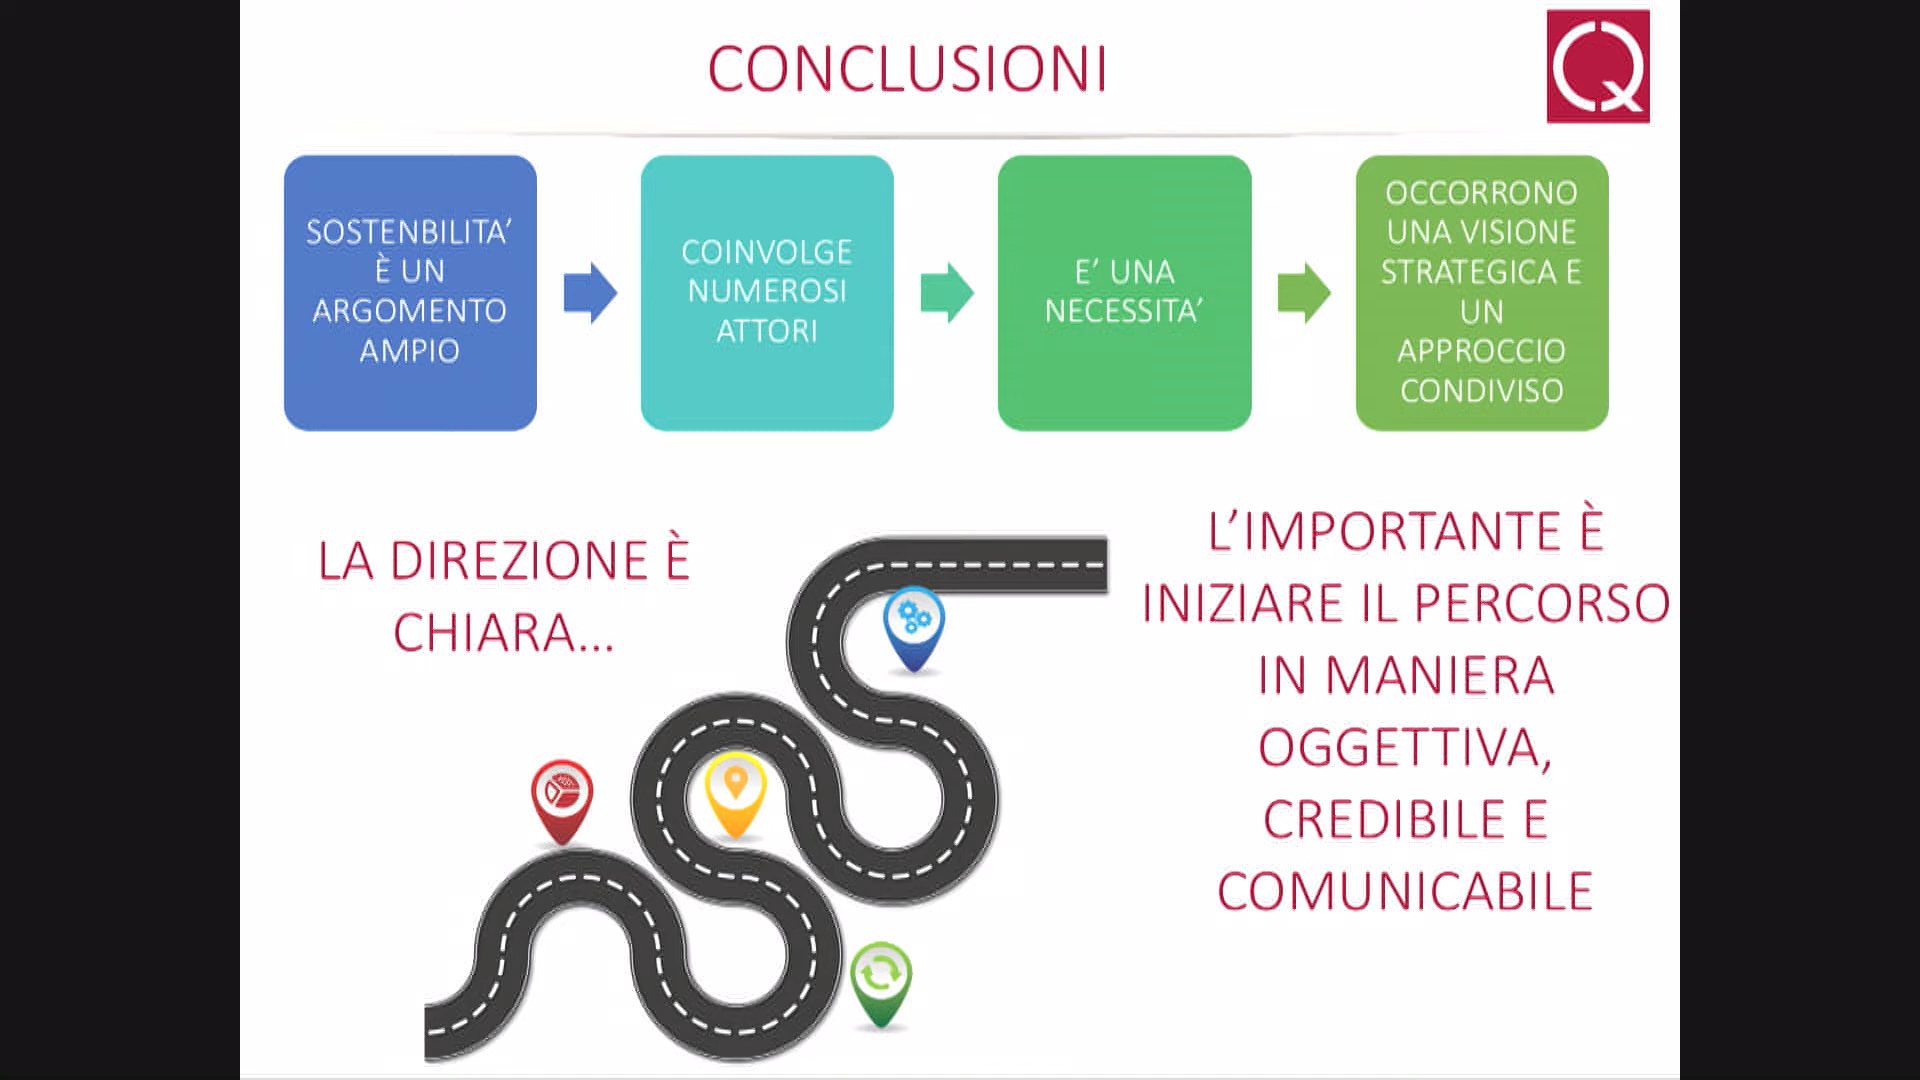 CONCLUSIONI
SOSTENBILITA’
È UN
ARGOMENTO
AMPIO
COINVOLGE
NUMEROSI
ATTORI
E’ UNA
NECESSITA’
OCCORRONO
UNA VISIONE
STRATEGICA E
UN
APPROCCIO
CONDIVISO
LA DIREZIONE È
CHIARA...
L’IMPORTANTE È
INIZIARE IL PERCORSO
IN MANIERA
OGGETTIVA,
CREDIBILE E
COMUNICABILE